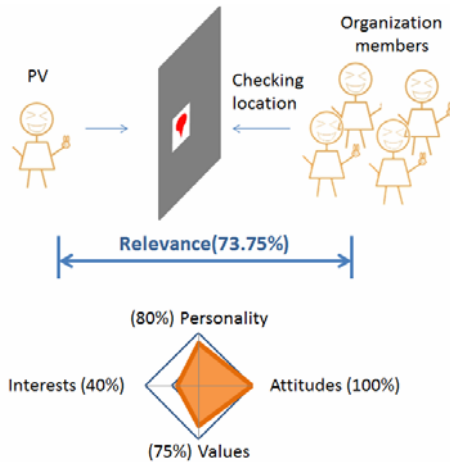 Organization
members
PV
Checking
location
Relevance(73.75%)
(80%) Personality
Interests (40%)
Attitudes (100%)
(75%) Values